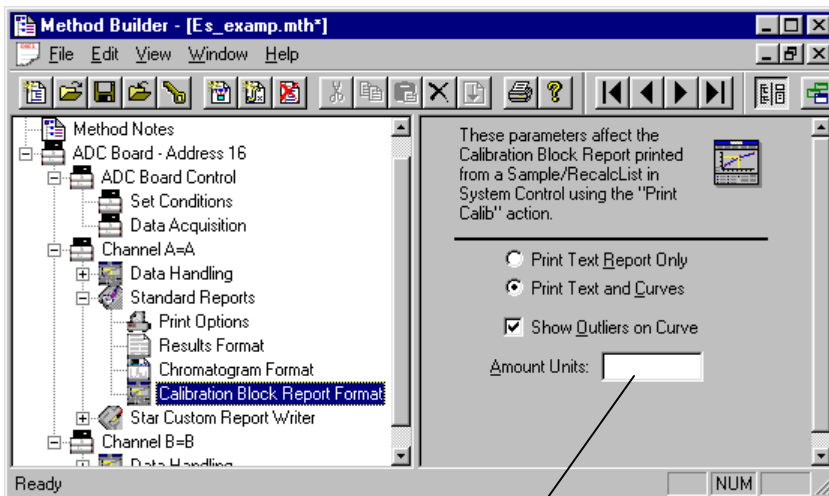 Method Builder - [Es_examp.mth*]
File Edit View Window Help
Method Notes
ADC Board - Address 16
ADC Board Control
Set Conditions
Data Acquisition
Channel A=A
Data Handling
Standard Reports
Print Options
Results Format
Chromatogram Format
Calibration Block Report Format
Star Custom Report Writer
Channel B=B
Data Handling
These parameters affect the
Calibration Block Report printed
from a Sample/RecalcList in
System Control using the "Print
Calib" action.
Print Text Report Only
Print Text and Curves
Show Outliers on Curve
Amount Units:
Ready
NUM